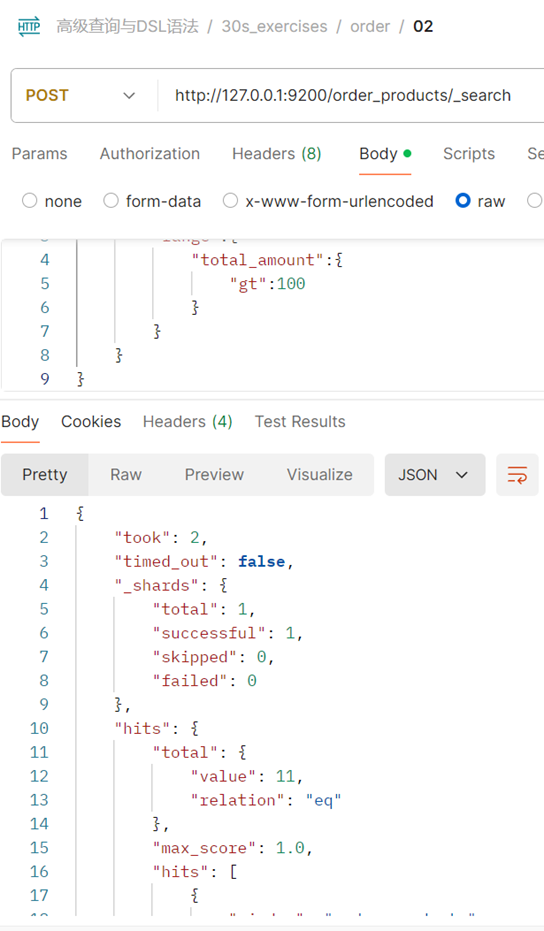 HTTP 高级查询与DSL语法 / 30s_exercises / order / 02
POST http://127.0.0.1:9200/order_products/_search
Params Authorization Headers (8) Body Scripts Se
none form-data x-www-form-urlencoded raw
4 "total_amount":{
5 "gt":100
6 }
7 }
8 }
9 }
Body Cookies Headers (4) Test Results
Pretty Raw Preview Visualize JSON
1 {
2 "took": 2,
3 "timed_out": false,
4 "_shards": {
5 "total": 1,
6 "successful": 1,
7 "skipped": 0,
8 "failed": 0
9 },
10 "hits": {
11 "total": {
12 "value": 11,
13 "relation": "eq"
14 },
15 "max_score": 1.0,
16 "hits": [
17 {